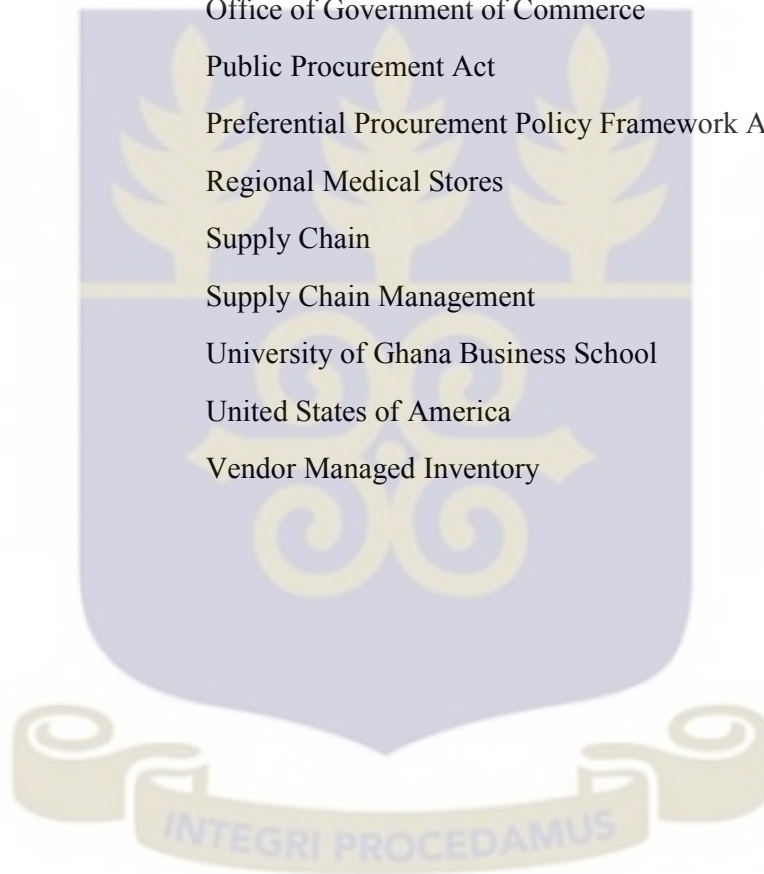 Office of Government of Commerce
Public Procurement Act
Preferential Procurement Policy Framework
Regional Medical Stores
Supply Chain
Supply Chain Management
University of Ghana Business School
United States of America
Vendor Managed Inventory
INTEGRI PROCEDAMUS